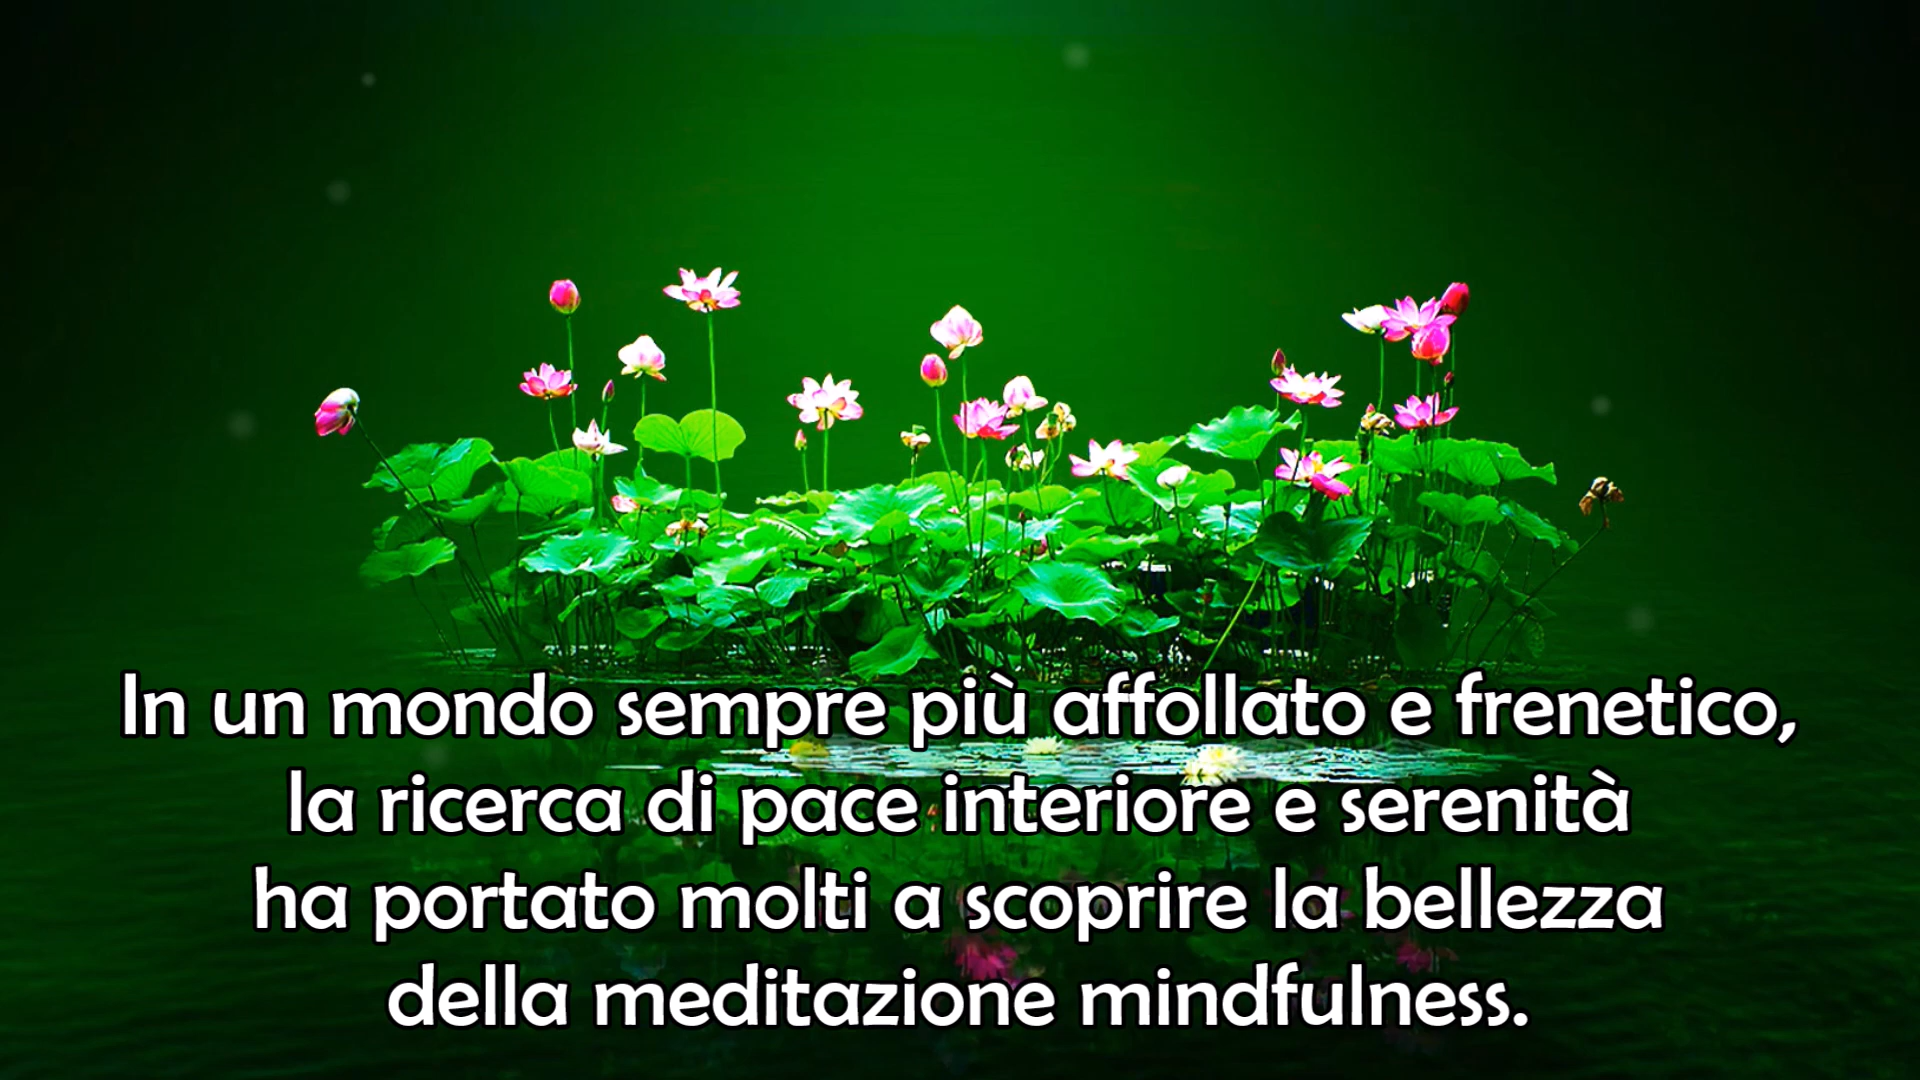 In un mondo sempre più affollato e frenetico,
la ricerca di pace interiore e serenità
ha portato molti a scoprire la bellezza
della meditazione mindfulness.